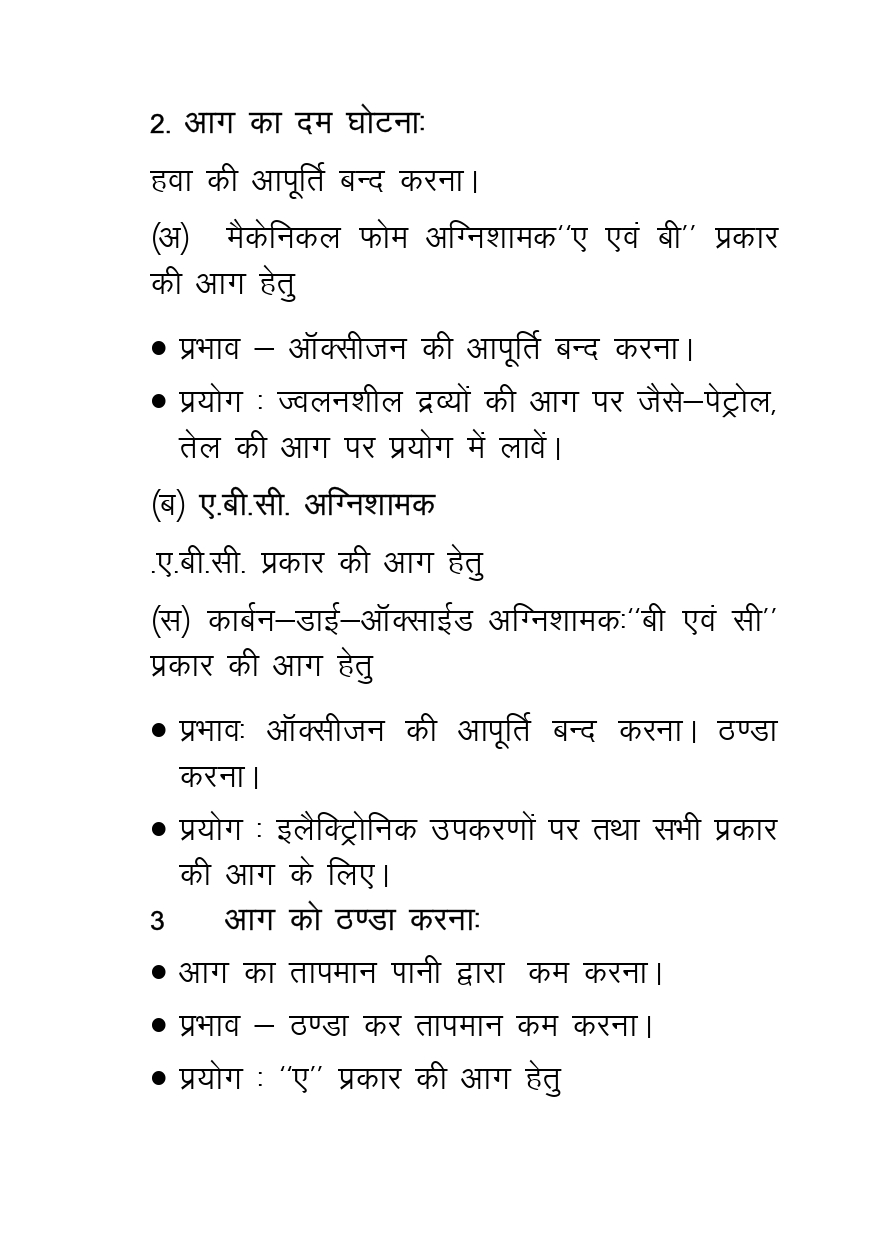 2. आग का दम घोटनाः
हवा की आपूर्ति बन्द करना।
(अ) मैकेनिकल फोम अग्निशामक‘‘ए एवं बी’’ प्रकार
की आग हेतु
● प्रभाव – ऑक्सीजन की आपूर्ति बन्द करना।
● प्रयोग : ज्वलनशील द्रव्यों की आग पर जैसे–पेट्रोल,
तेल की आग पर प्रयोग में लावें।
(ब) ए.बी.सी. अग्निशामक
.ए.बी.सी. प्रकार की आग हेतु
(स) कार्बन–डाई–ऑक्साईड अग्निशामकः‘‘बी एवं सी’’
प्रकार की आग हेतु
● प्रभावः ऑक्सीजन की आपूर्ति बन्द करना। ठण्डा
करना।
● प्रयोग : इलैक्ट्रिोनिक उपकरणों पर तथा सभी प्रकार
की आग के लिए।
3 आग को ठण्डा करनाः
● आग का तापमान पानी द्वारा कम करना।
● प्रभाव – ठण्डा कर तापमान कम करना।
● प्रयोग : ‘‘ए’’ प्रकार की आग हेतु